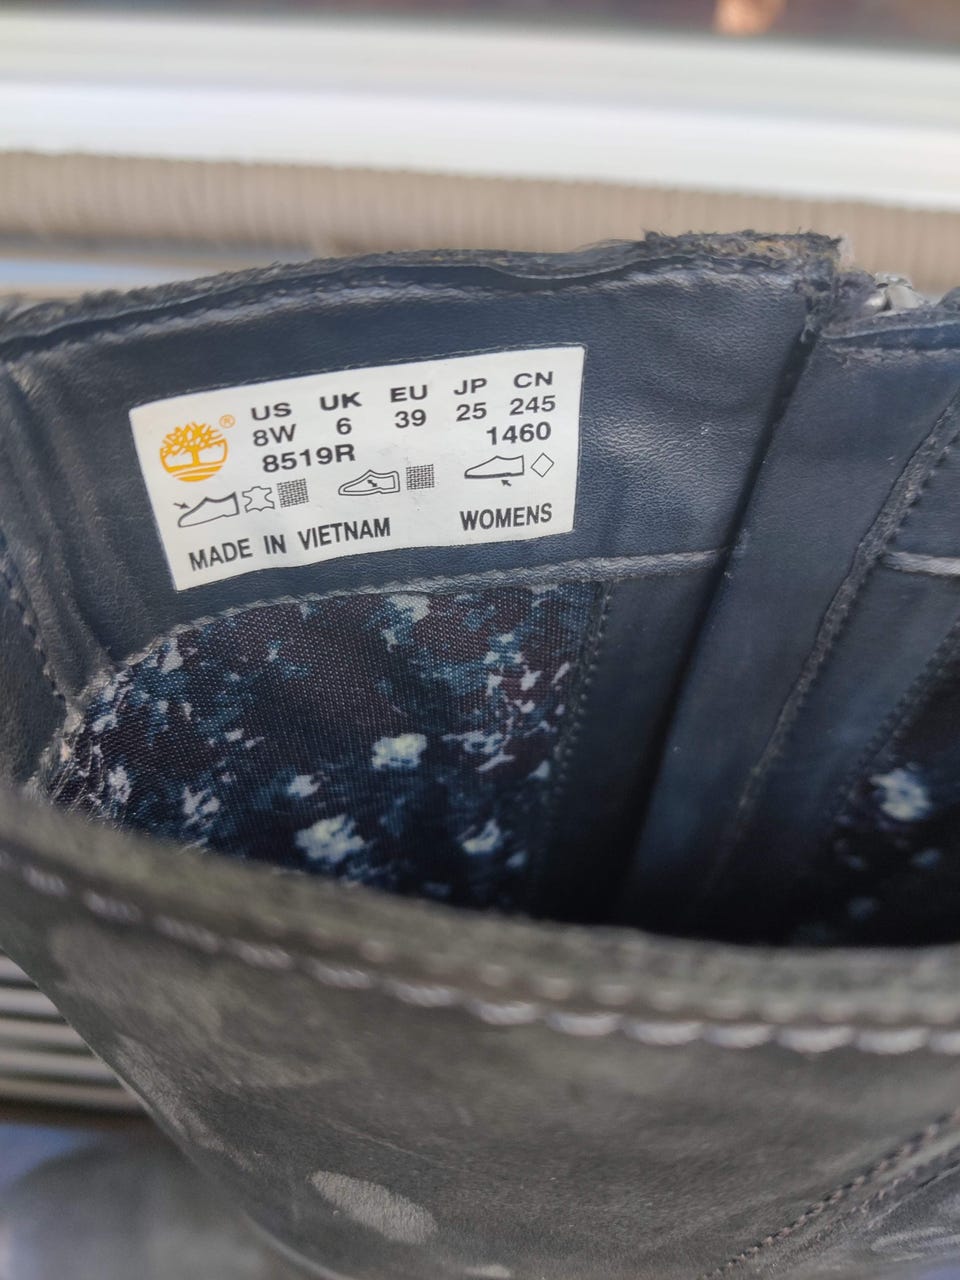 US UK EU JP CN
8W 6 39 25 245
8519R 1460
MADE IN VIETNAM WOMENS